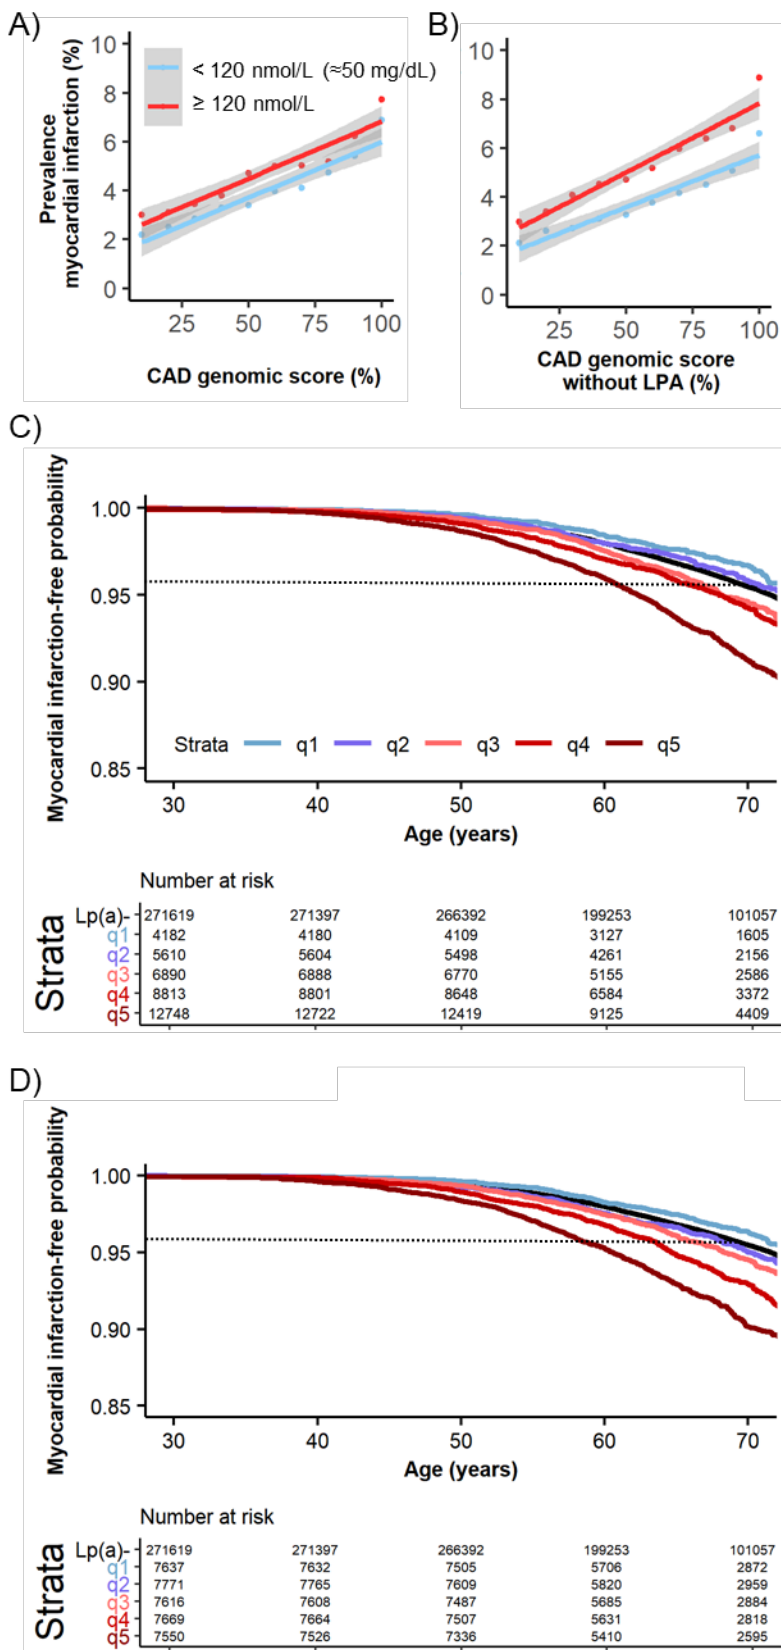 A)
Prevalence
myocardial infarction (%)
10
8
6
4
2
0
< 120 nmol/L (≈50 mg/dL)
≥ 120 nmol/L
25
50
75
100
CAD genomic score (%)
B)
10
8
6
4
2
0
25
50
75
100
CAD genomic score
without LPA (%)
C)
Myocardial infarction-free probability
1.00
0.95
0.90
0.85
Strata q1 q2 q3 q4 q5
30 40 50 60 70
Age (years)
Number at risk
Strata
Lp(a)- 271619 271397 266392 199253 101057
q1 4182 4180 4109 3127 1605
q2 5610 5604 5498 4261 2156
q3 6890 6888 6770 5155 2586
q4 8813 8801 8648 6584 3372
q5 12748 12722 12419 9125 4409
D)
Myocardial infarction-free probability
1.00
0.95
0.90
0.85
30 40 50 60 70
Age (years)
Number at risk
Strata
Lp(a)- 271619 271397 266392 199253 101057
q1 7637 7632 7505 5706 2872
q2 7771 7765 7609 5820 2959
q3 7616 7608 7487 5685 2884
q4 7669 7664 7507 5631 2818
q5 7550 7526 7336 5410 2595